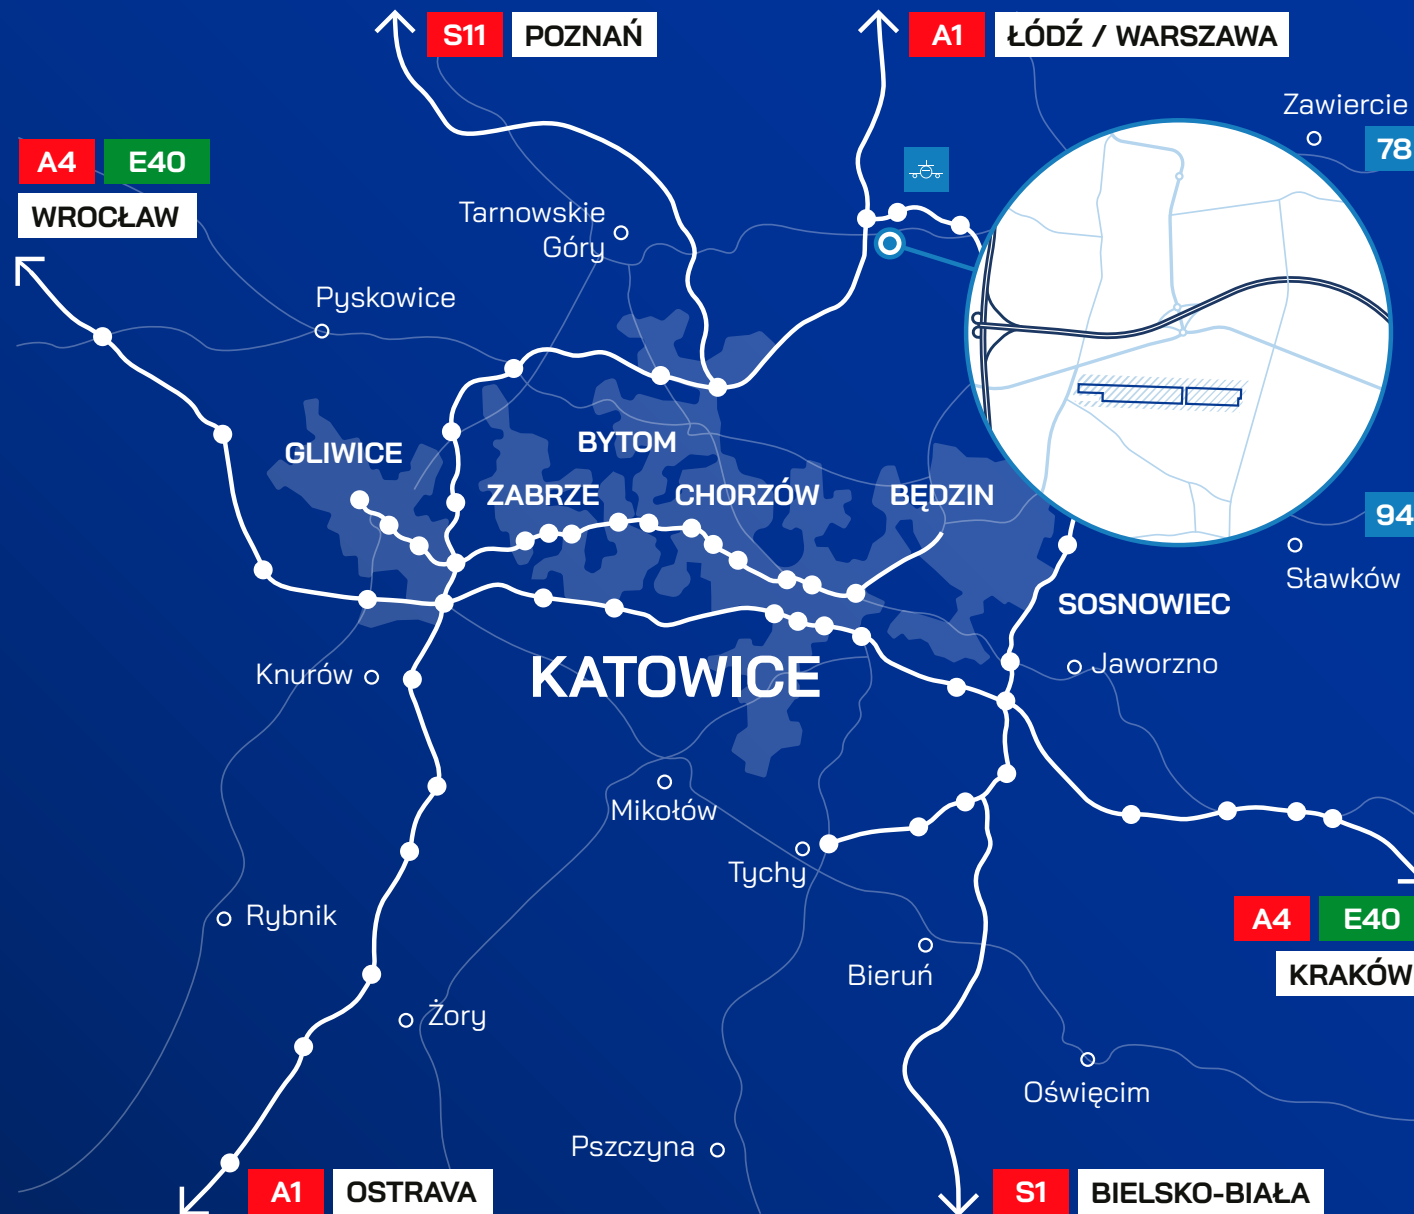 S11 POZNAŃ
A1 ŁÓDŹ / WARSZAWA
Zawiercie
78
A4 E40
WROCŁAW
Tarnowskie
Góry
Pyskowice
GLIWICE
BYTOM
ZABRZE
CHORZÓW
BĘDZIN
94
Sławków
SOSNOWIEC
Jaworzno
Knurów
KATOWICE
Mikołów
Tychy
Rybnik
A4 E40
KRAKÓW
Bieruń
Żory
Oświęcim
Pszczyna
A1 OSTRAVA
S1 BIELSKO-BIAŁA